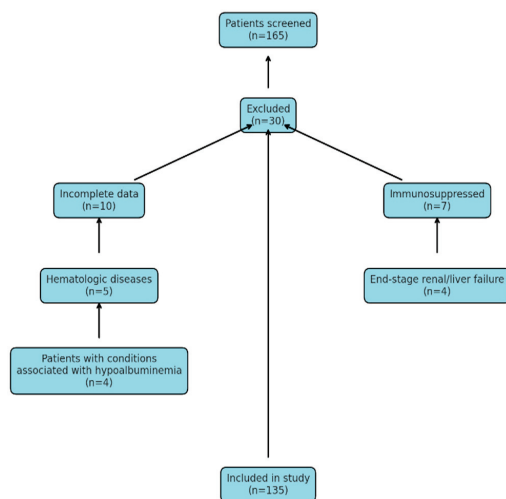 Patients screened
(n=165)
Excluded
(n=30)
Incomplete data
(n=10)
Immunosuppressed
(n=7)
Hematologic diseases
(n=5)
End-stage renal/liver failure
(n=4)
Patients with conditions
associated with hypoalbuminemia
(n=4)
Included in study
(n=135)